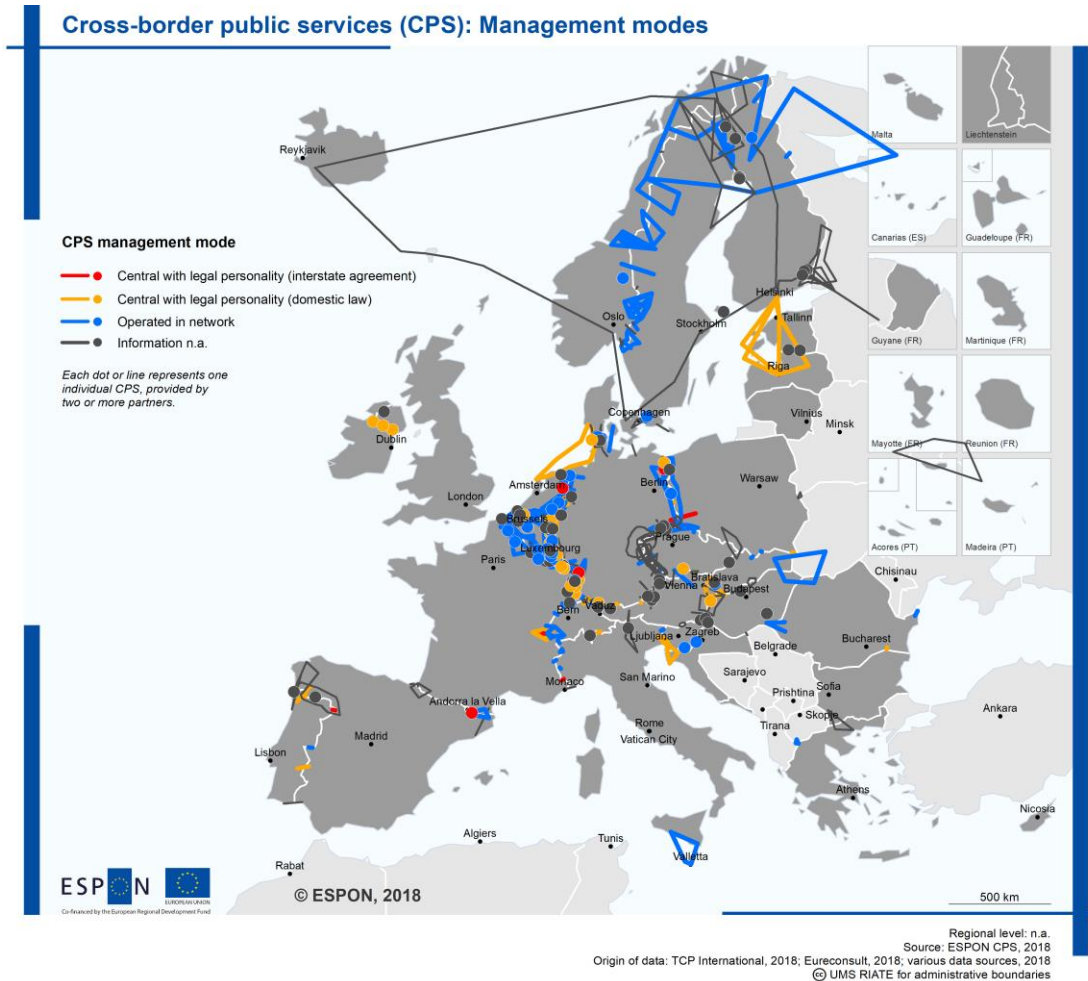 Cross-border public services (CPS): Management modes
Reykjavik
Malta
Liechtenstein
Canarias (ES)
Guadeloupe (FR)
CPS management mode
Central with legal personality (interstate agreement)
Central with legal personality (domestic law)
Operated in network
Information n.a.
Each dot or line represents one
individual CPS, provided by
two or more partners.
Helsinki
Oslo
Stockholm
Tallinn
Guyane (FR)
Martinique (FR)
Riga
Copenhagen
Vilnius
Minsk
Mayotte (FR)
Reunion (FR)
Dublin
Amsterdam
Berlin
Warsaw
London
Brussels
Prague
Acores (PT)
Madeira (PT)
Paris
Luxembourg
Vienna
Bratislava
Budapest
Chisinau
Bern
Vaduz
Ljubljana
Zagreb
Bucharest
Belgrade
Monaco
San Marino
Sarajevo
Prishtina
Sofia
Andorra la Vella
Skopje
Tirana
Ankara
Madrid
Rome
Vatican City
Lisbon
Athens
Nicosia
Algiers
Tunis
Valletta
Rabat
ESPON
EUROPEAN UNION
Co-financed by the European Regional Development Fund
© ESPON, 2018
500 km
Regional level: n.a.
Source: ESPON CPS, 2018
Origin of data: TCP International, 2018; Eureconsult, 2018; various data sources, 2018
(cc) UMS RIATE for administrative boundaries